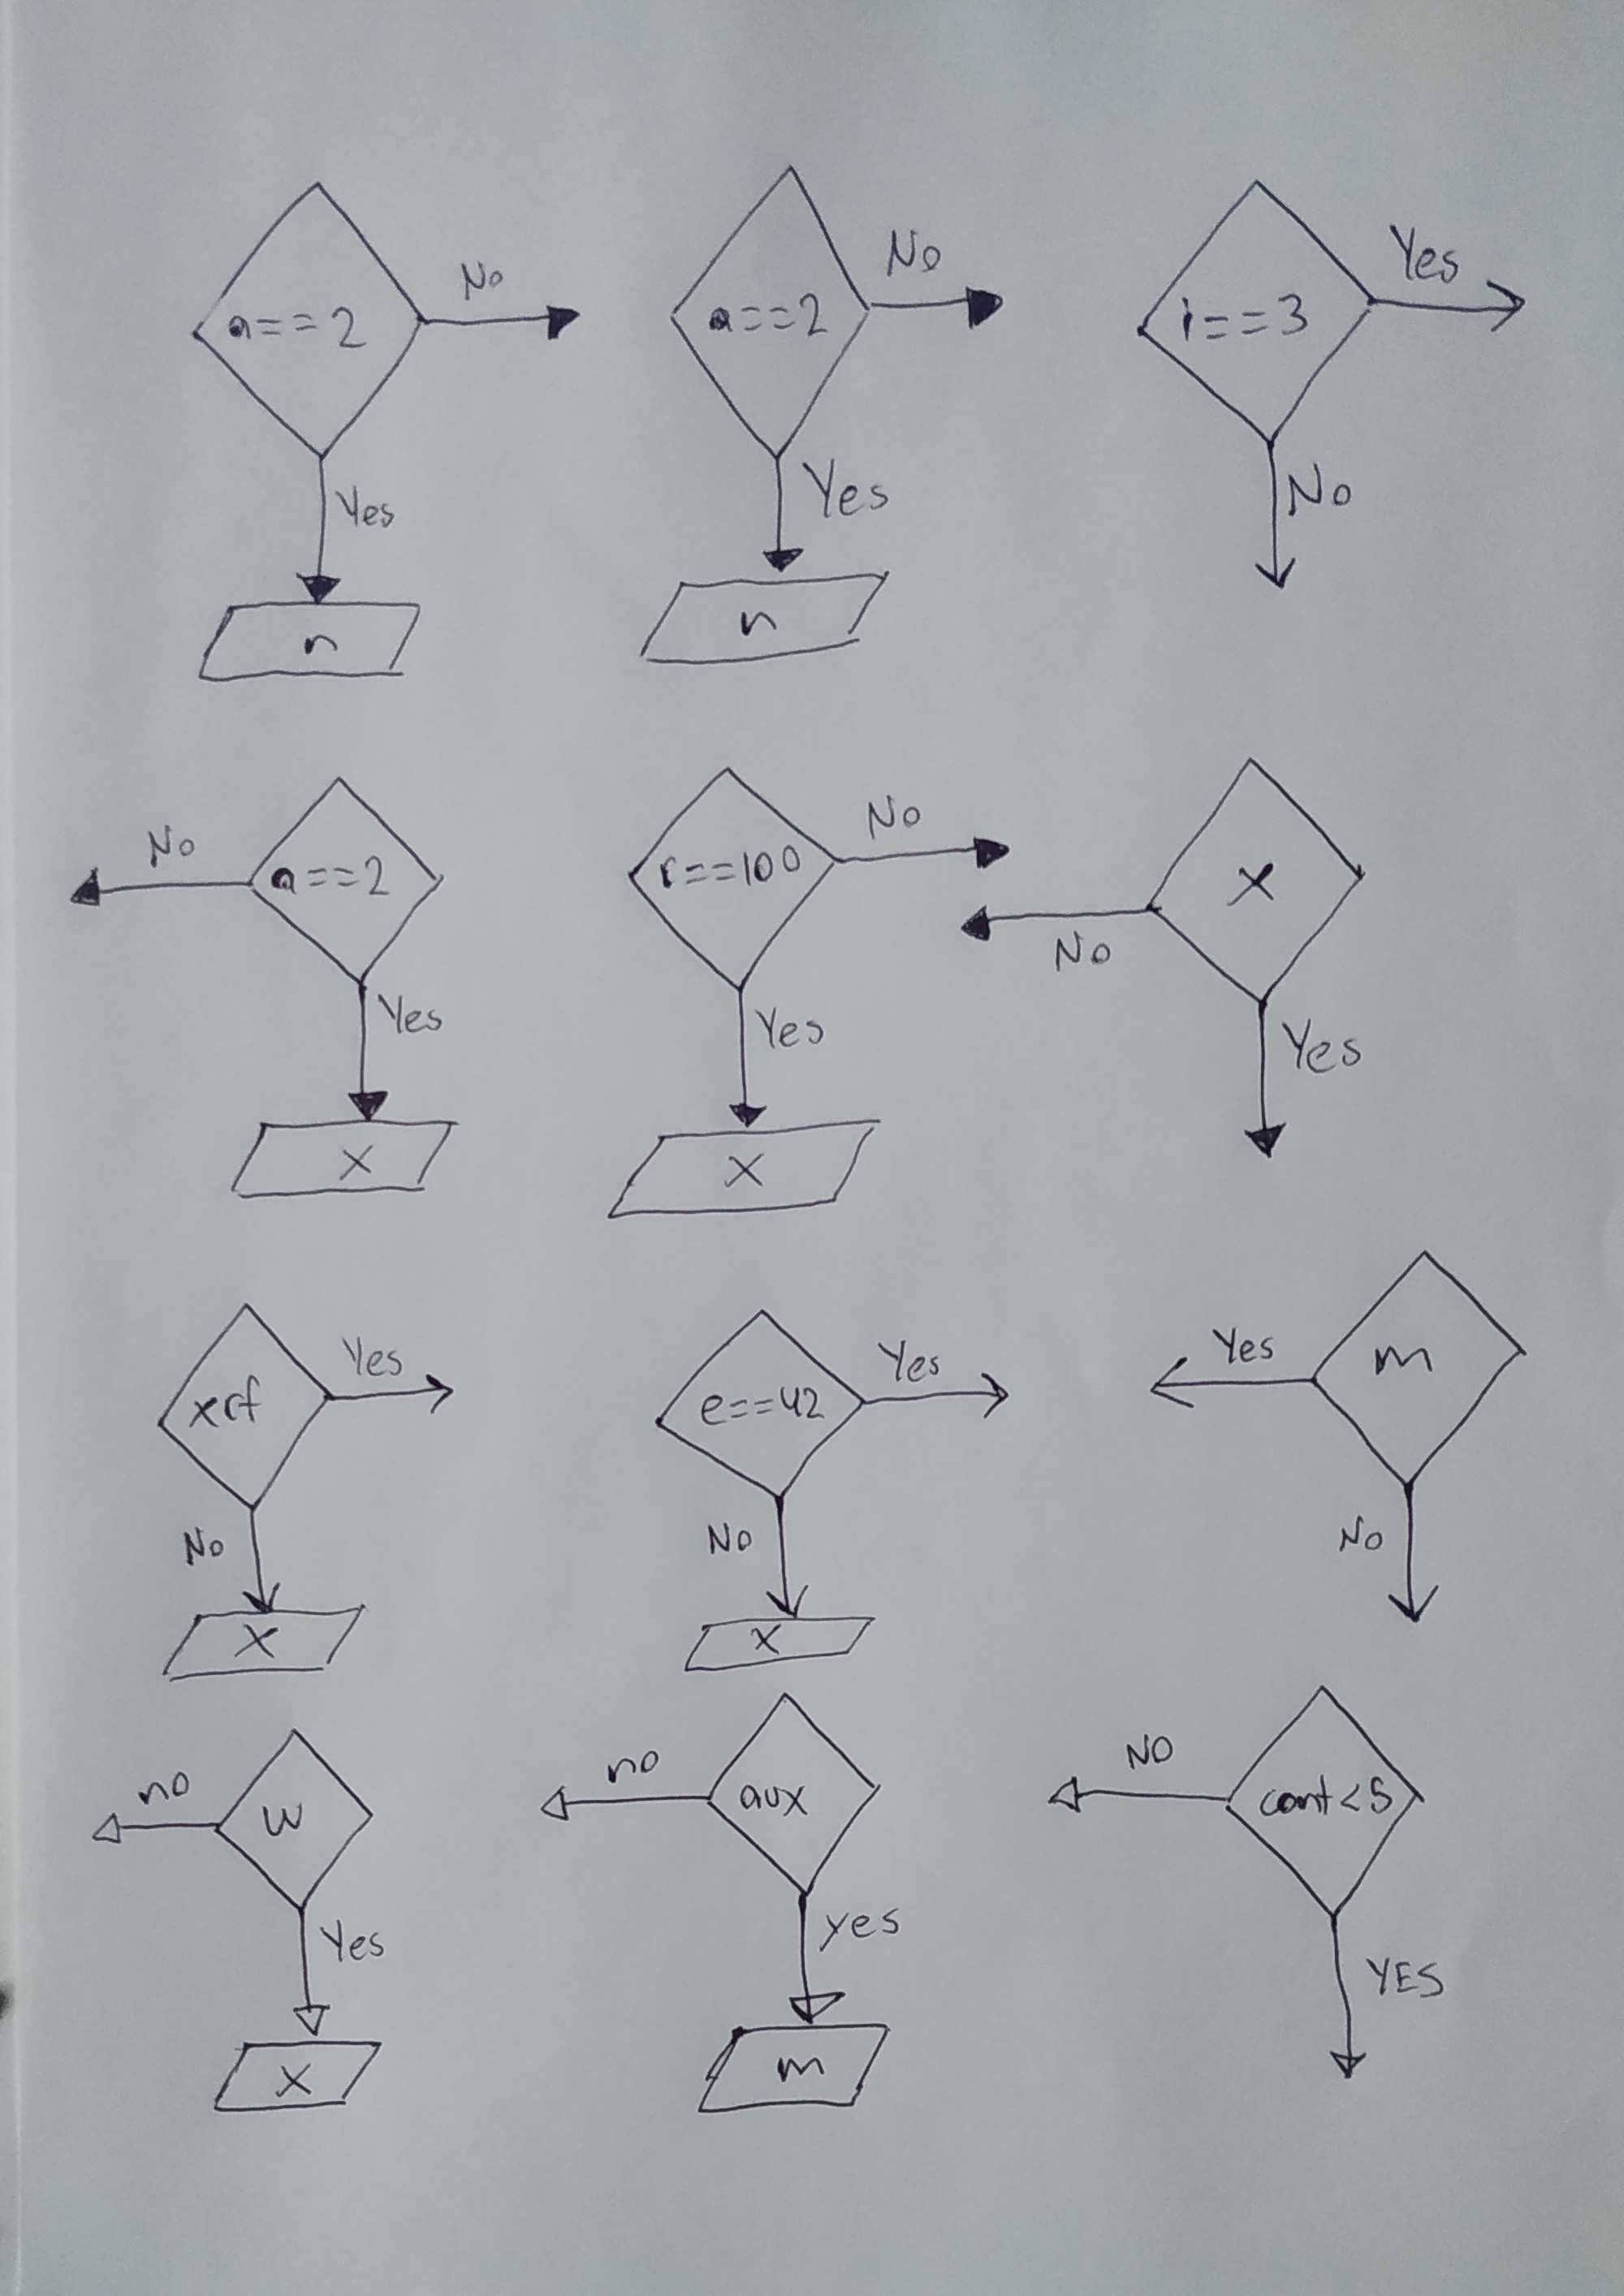 No
a==2
Yes
n
No
a==2
Yes
n
Yes
i==3
No
No
a==2
Yes
x
No
r==100
Yes
x
x
No
Yes
Yes
xrf
No
x
Yes
e==42
No
x
Yes
m
No
no
w
Yes
x
no
aux
yes
m
NO
cont<5
YES